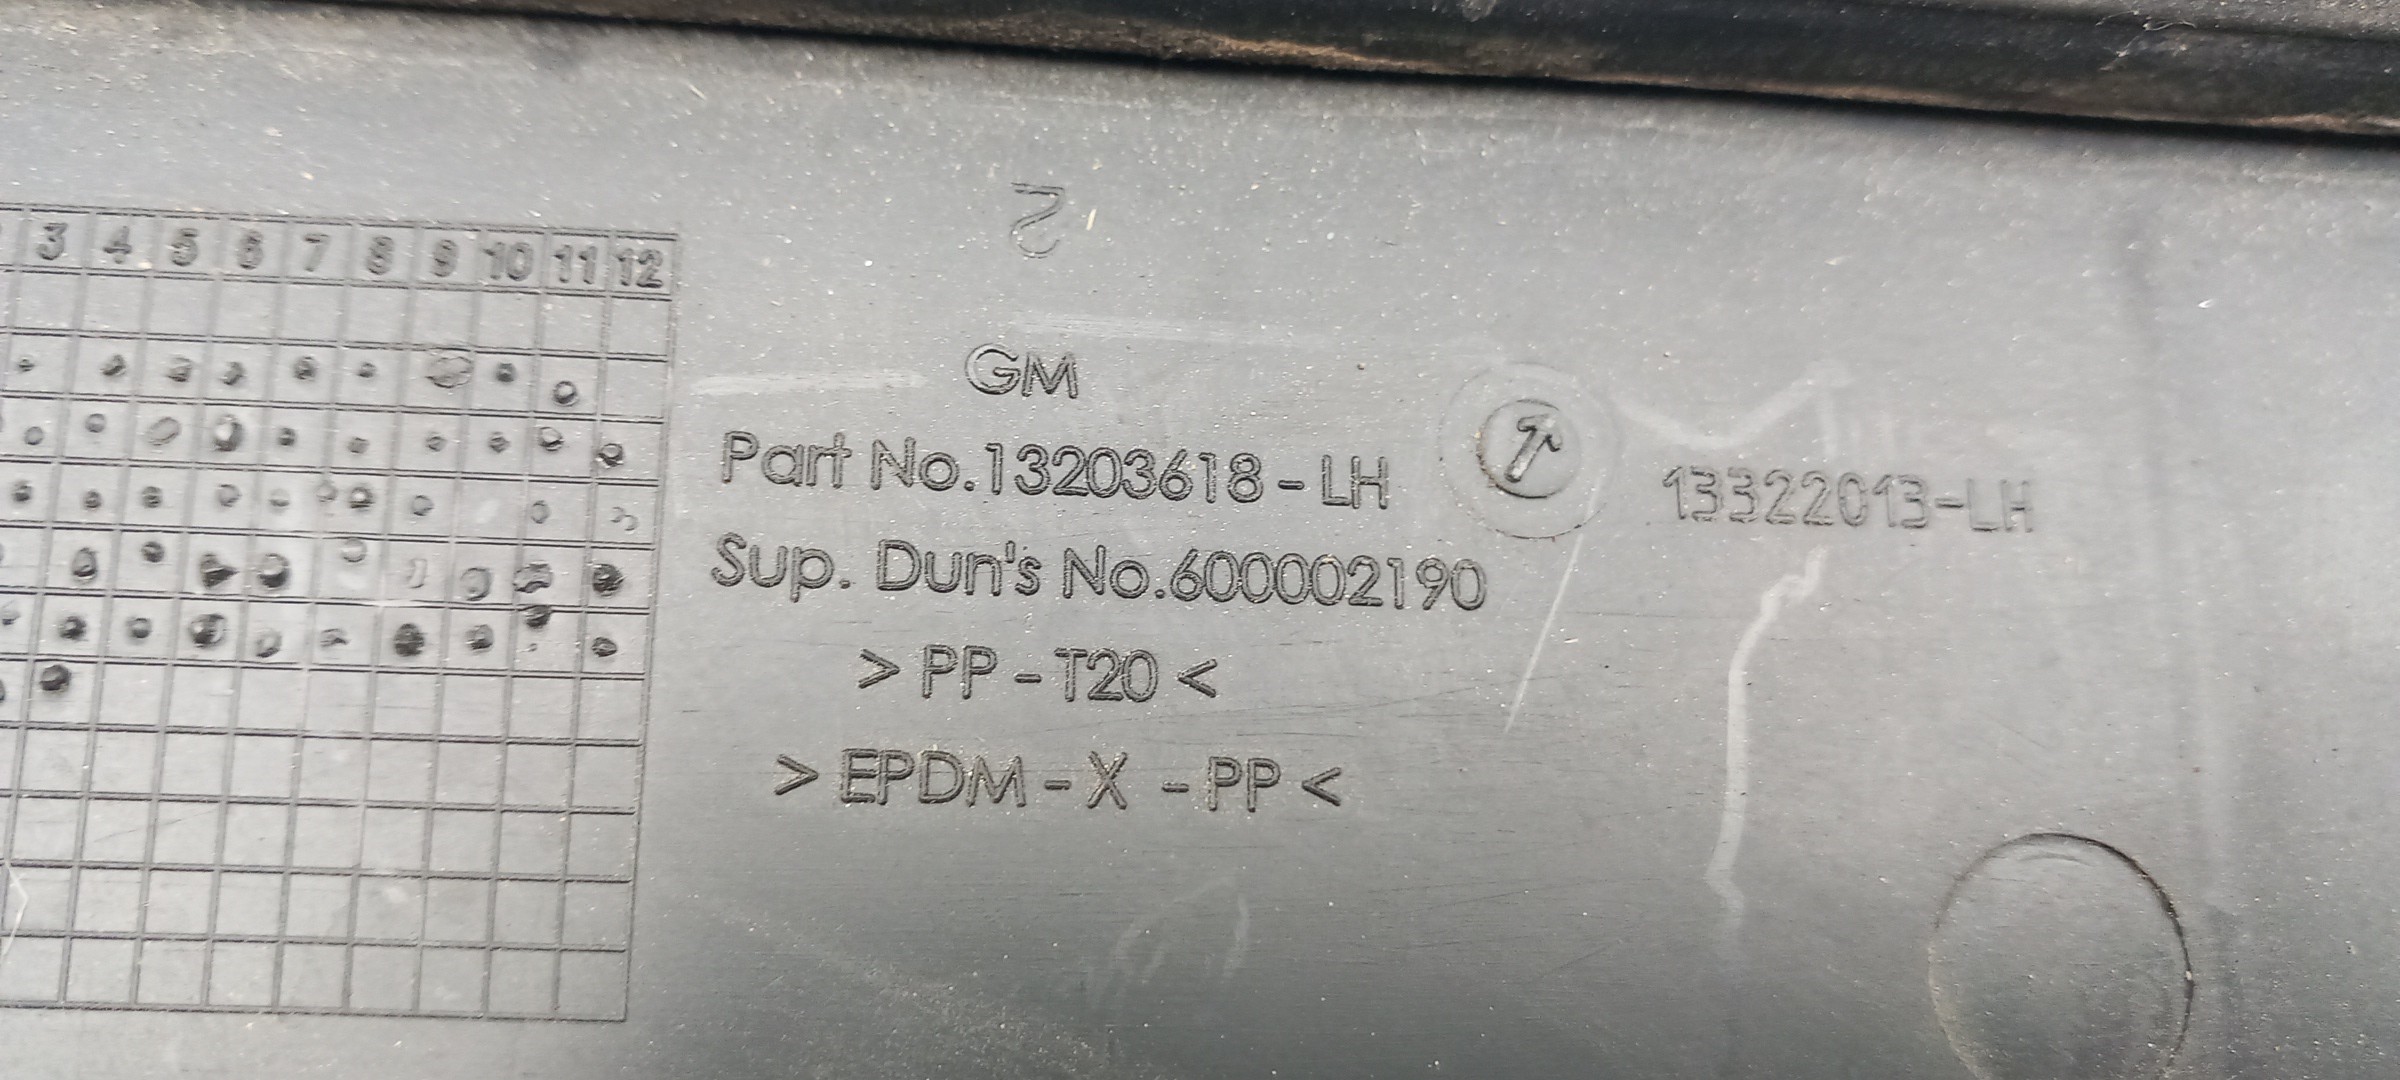 3 4 5 6 7 8 9 10 11 12
2
GM
Part No.13203618-LH
13322013-LH
Sup. Dun's No.600002190
>PP-T20<
>EPDM-X -PP<